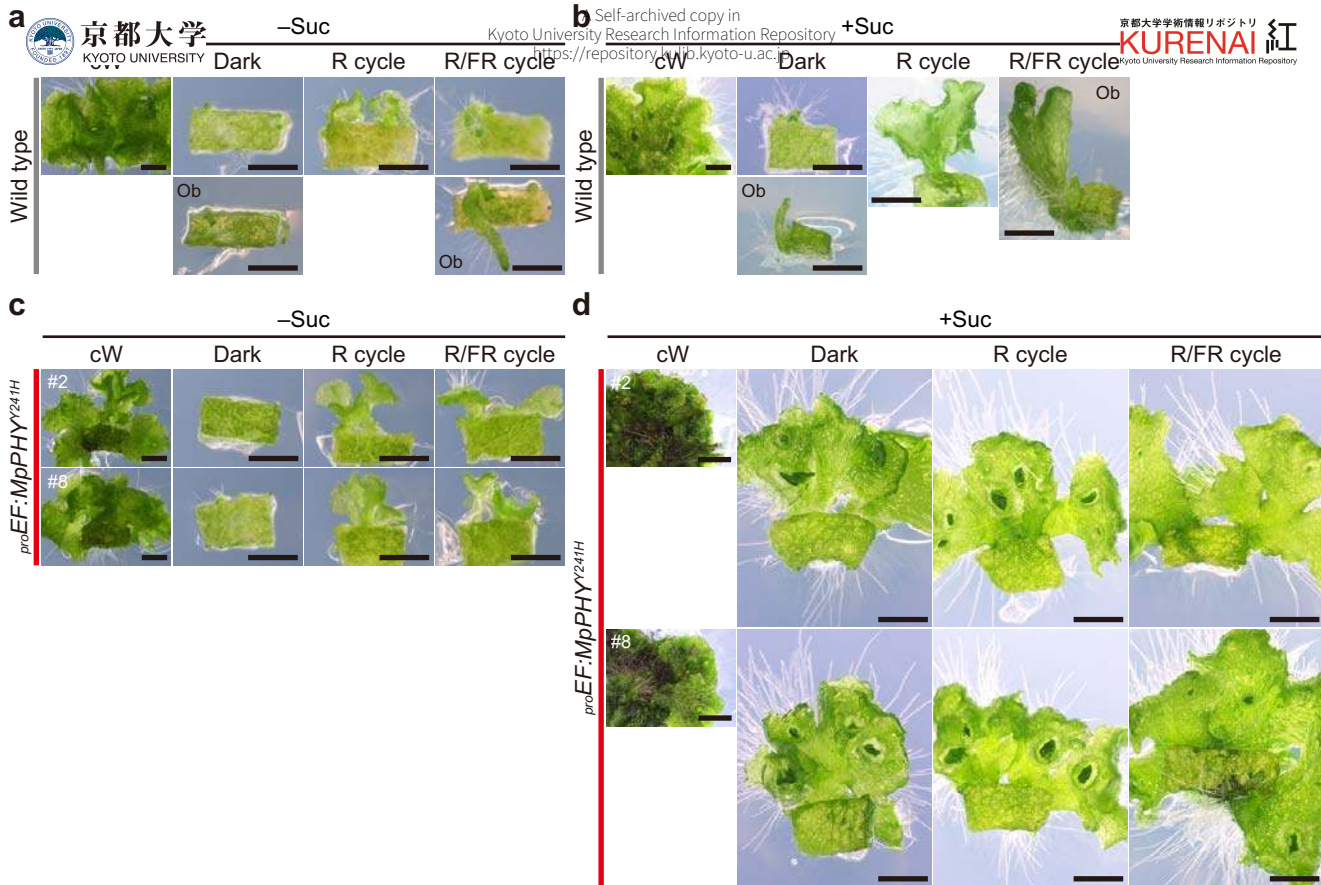 a
京都大学
KYOTO UNIVERSITY
–Suc
b
A Self-archived copy in
Kyoto University Research Information Repository
https://repository.kulib.kyoto-u.ac.jp
+Suc
京都大学学術情報リポジトリ
KURENAI 紅
Kyoto University Research Information Repository
cW Dark R cycle R/FR cycle
cW Dark R cycle R/FR cycle
Wild type
Ob
Ob
Wild type
Ob
Ob
c
–Suc
cW Dark R cycle R/FR cycle
proEF:MpPHYY241H
#2
#8
d
+Suc
cW Dark R cycle R/FR cycle
proEF:MpPHYY241H
#2
#8